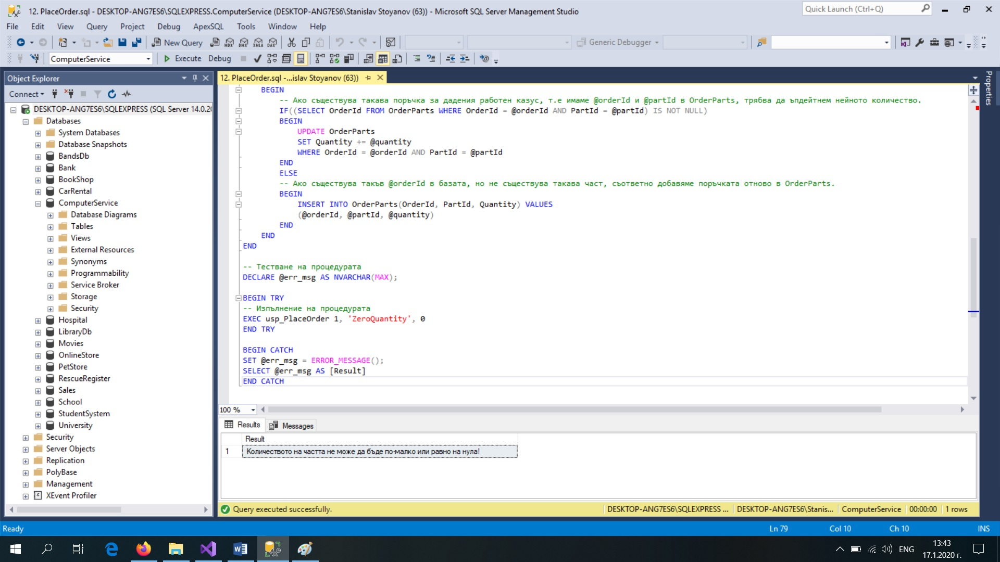 12. PlaceOrder.sql - DESKTOP-ANG7ES6\SQLEXPRESS.ComputerService (DESKTOP-ANG7ES6\Stanislav Stoyanov (63)) - Microsoft SQL Server Management Studio
Quick Launch (Ctrl+Q)
File Edit View Query Project Debug ApexSQL Tools Window Help
New Query MDX DMX XMLA DAX Generic Debugger
ComputerService Execute Debug
Object Explorer
Connect
DESKTOP-ANG7ES6\SQLEXPRESS (SQL Server 14.0.20
Databases
System Databases
Database Snapshots
BandsDb
Bank
BookShop
CarRental
ComputerService
Database Diagrams
Tables
Views
External Resources
Synonyms
Programmability
Service Broker
Storage
Security
Hospital
LibraryDb
Movies
OnlineStore
PetStore
RescueRegister
Sales
School
StudentSystem
University
Security
Server Objects
Replication
PolyBase
Management
XEvent Profiler
12. PlaceOrder.sql -...islav Stoyanov (63))
Properties
BEGIN
-- Ако съществува такава поръчка за дадения работен казус, т.е имаме @orderId и @partId в OrderParts, трябва да ъпдейтнем нейното количество.
IF((SELECT OrderId FROM OrderParts WHERE OrderId = @orderId AND PartId = @partId) IS NOT NULL)
BEGIN
UPDATE OrderParts
SET Quantity += @quantity
WHERE OrderId = @orderId AND PartId = @partId
END
ELSE
-- Ако съществува такъв @orderId в базата, но не съществува такава част, съответно добавяме поръчката отново в OrderParts.
BEGIN
INSERT INTO OrderParts(OrderId, PartId, Quantity) VALUES
(@orderId, @partId, @quantity)
END
END
END
-- Тестване на процедурата
DECLARE @err_msg AS NVARCHAR(MAX);
BEGIN TRY
-- Изпълнение на процедурата
EXEC usp_PlaceOrder 1, 'ZeroQuantity', 0
END TRY
BEGIN CATCH
SET @err_msg = ERROR_MESSAGE();
SELECT @err_msg AS [Result]
END CATCH
100 %
Results Messages
Result
1 Количеството на частта не може да бъде по-малко или равно на нула!
Query executed successfully. DESKTOP-ANG7ES6\SQLEXPRESS ... DESKTOP-ANG7ES6\Stanis... ComputerService 00:00:00 1 rows
Ready Ln 79 Col 10 Ch 10 INS
ENG 13:43
17.1.2020 г.